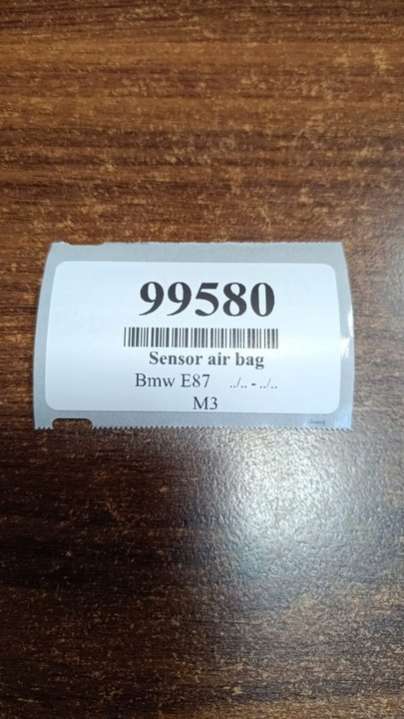 99580
Sensor air bag
Bmw E87 ../.. - ../..
M3